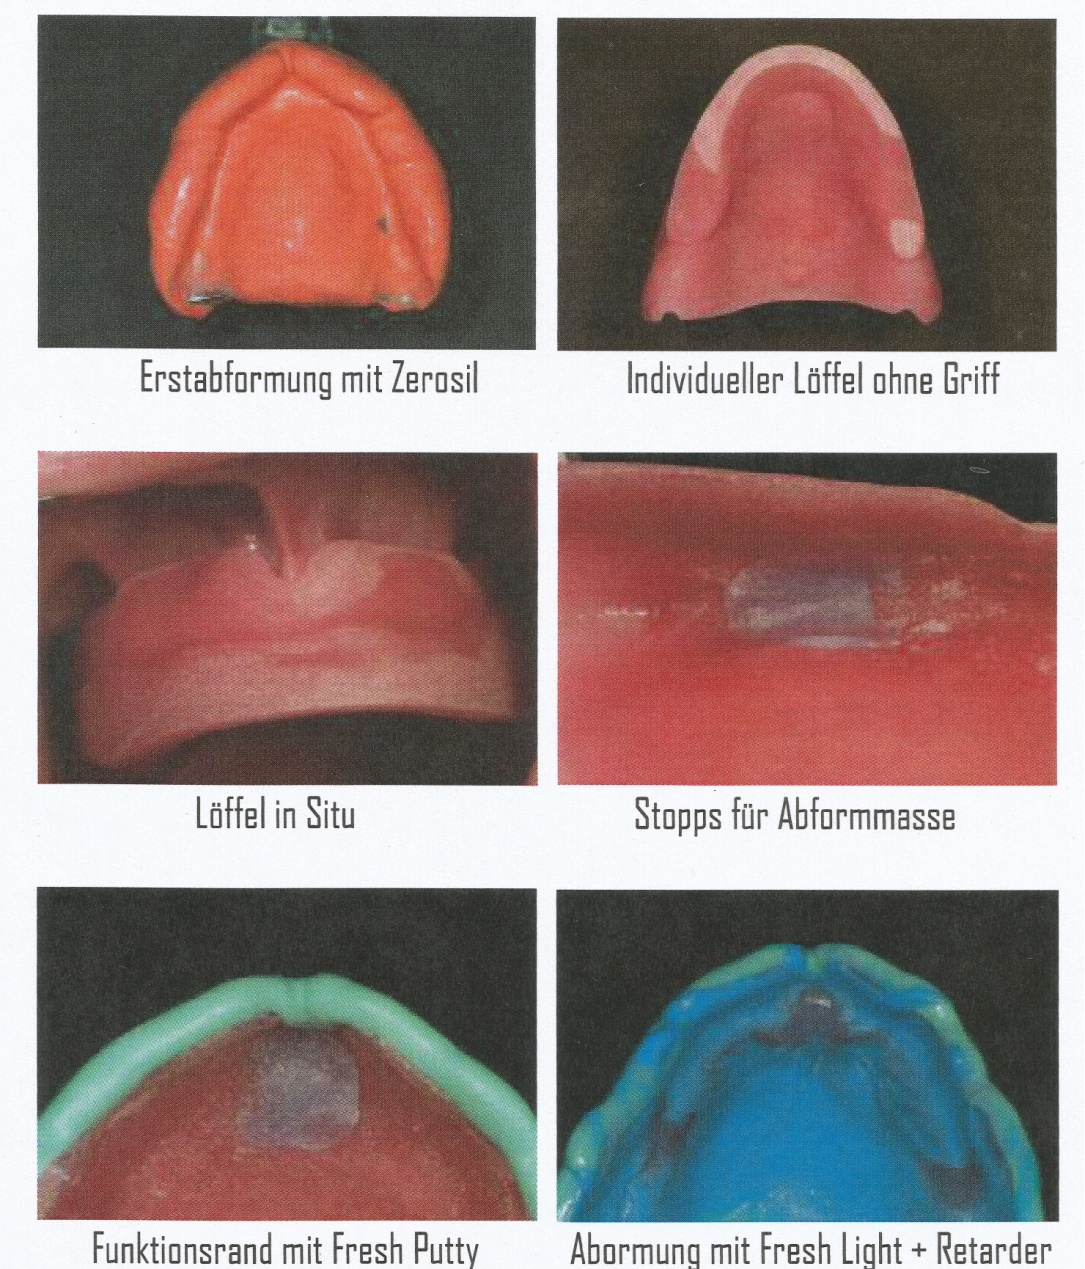 Erstabformung mit Zerosil
Individueller Löffel ohne Griff
Löffel in Situ
Stopps für Abformmasse
Funktionsrand mit Fresh Putty
Abormung mit Fresh Light + Retarder